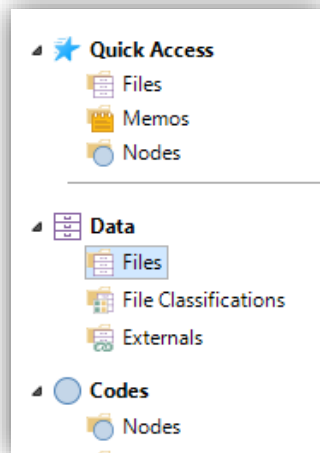 Quick Access
Files
Memos
Nodes
Data
Files
File Classifications
Externals
Codes
Nodes